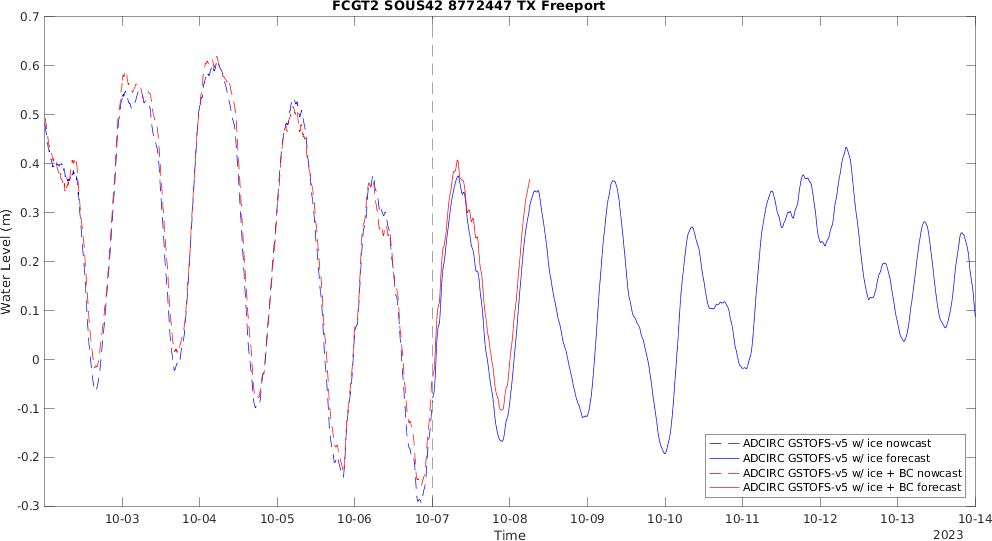 FCGT2 SOUS42 8772447 TX Freeport
0.7
0.6
0.5
0.4
0.3
0.2
0.1
0
-0.1
-0.2
-0.3
Water Level (m)
10-03 10-04 10-05 10-06 10-07 10-08 10-09 10-10 10-11 10-12 10-13 10-14
Time
2023
ADCIRC GSTOFS-v5 w/ ice nowcast
ADCIRC GSTOFS-v5 w/ ice forecast
ADCIRC GSTOFS-v5 w/ ice + BC nowcast
ADCIRC GSTOFS-v5 w/ ice + BC forecast